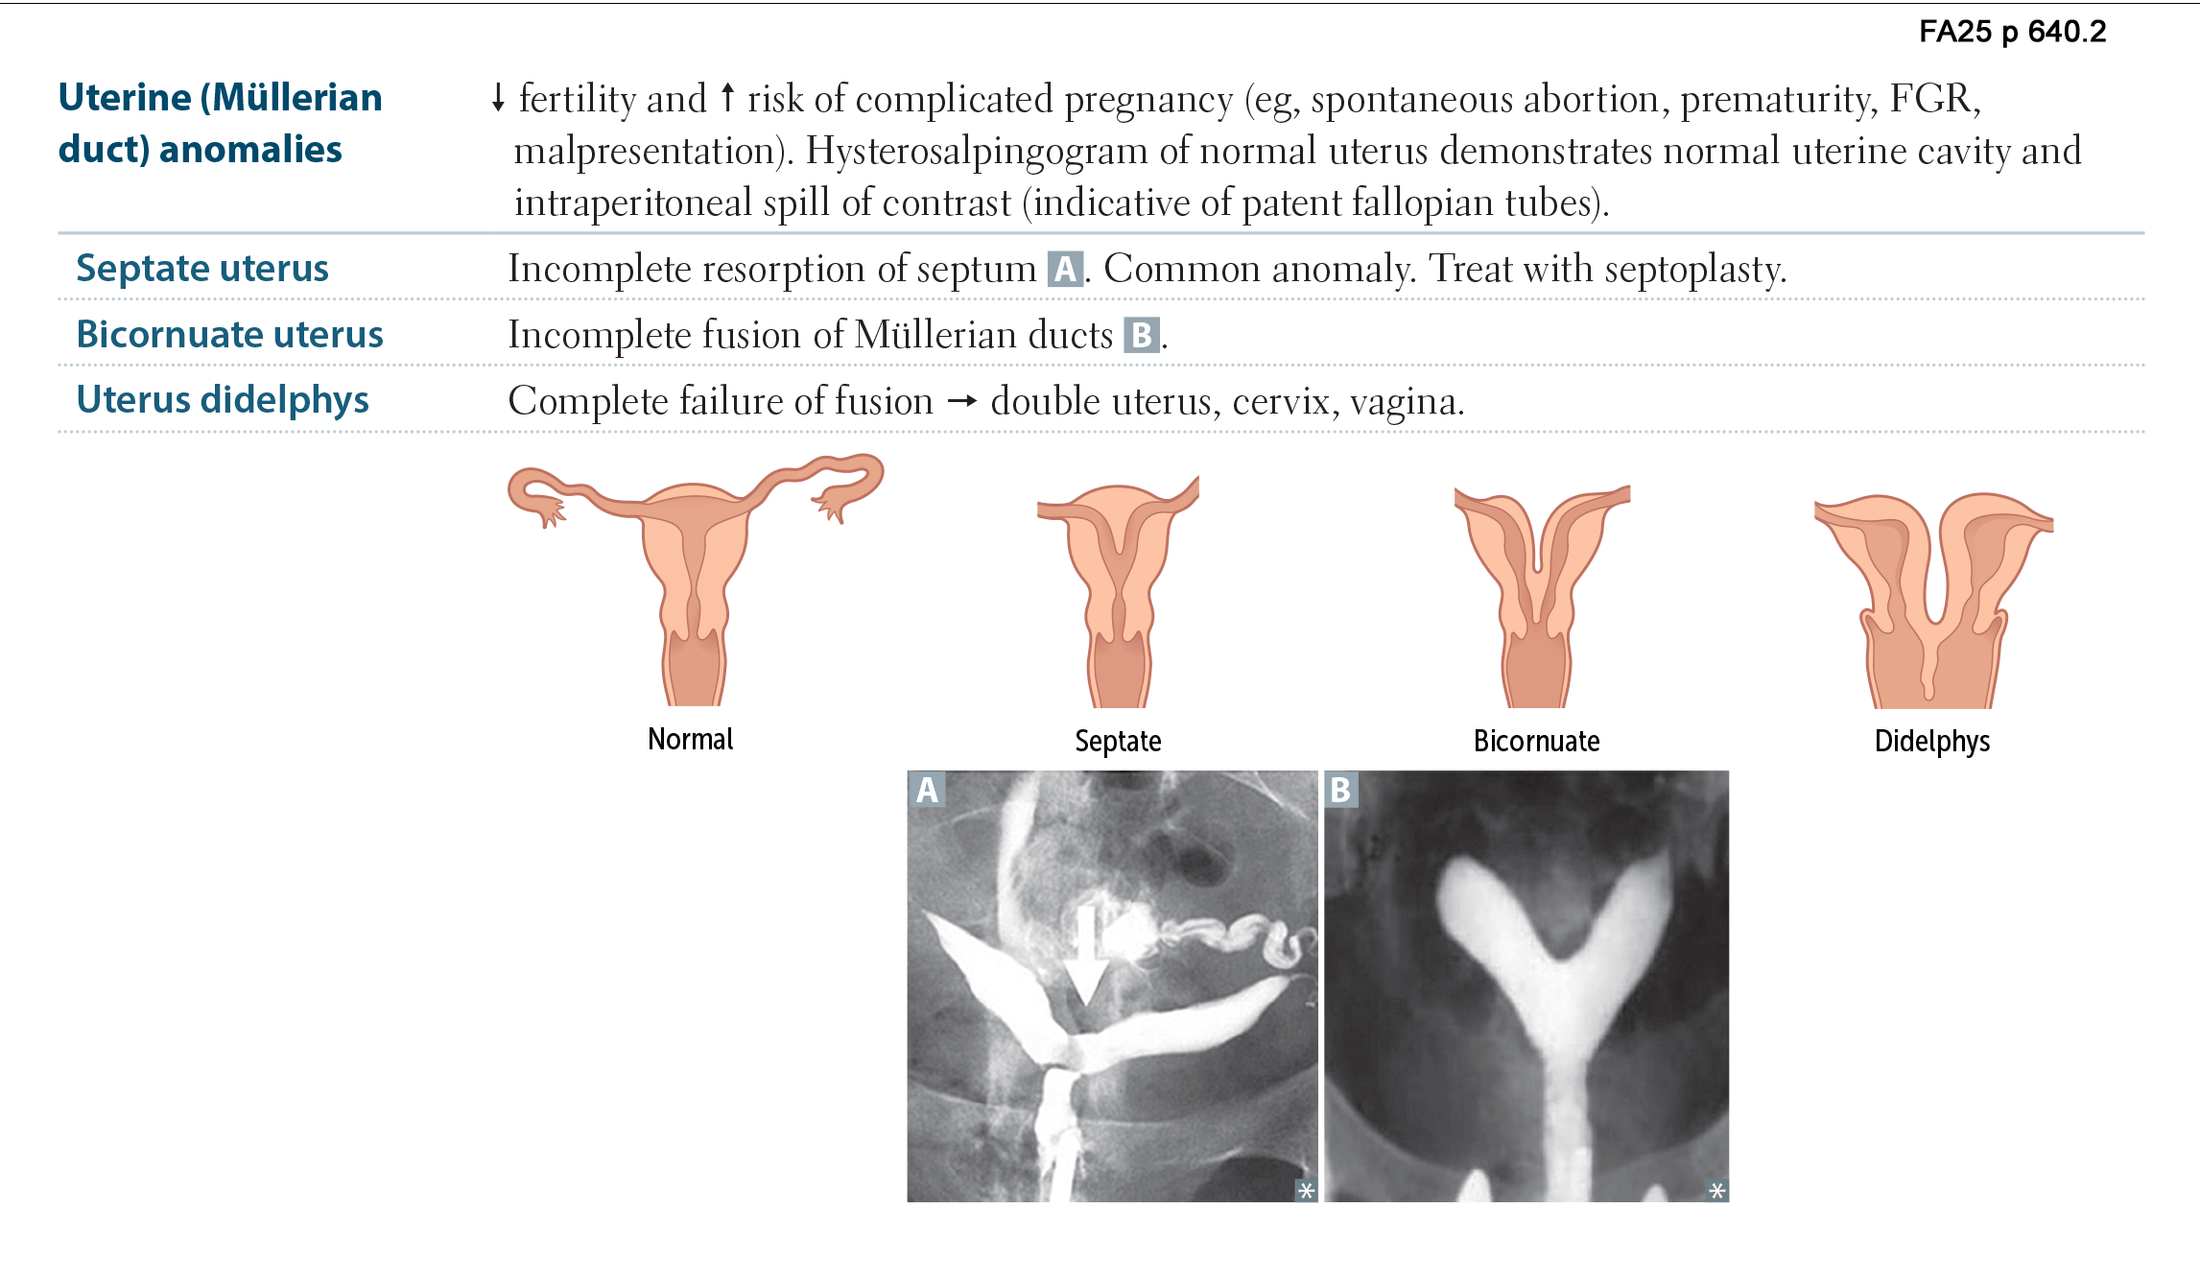 FA25 p 640.2
Uterine (Müllerian
duct) anomalies
↓ fertility and ↑ risk of complicated pregnancy (eg, spontaneous abortion, prematurity, FGR,
malpresentation). Hysterosalpingogram of normal uterus demonstrates normal uterine cavity and
intraperitoneal spill of contrast (indicative of patent fallopian tubes).
Septate uterus
Incomplete resorption of septum A. Common anomaly. Treat with septoplasty.
Bicornuate uterus
Incomplete fusion of Müllerian ducts B.
Uterus didelphys
Complete failure of fusion → double uterus, cervix, vagina.
Normal
Septate
Bicornuate
Didelphys
A
B
*
*